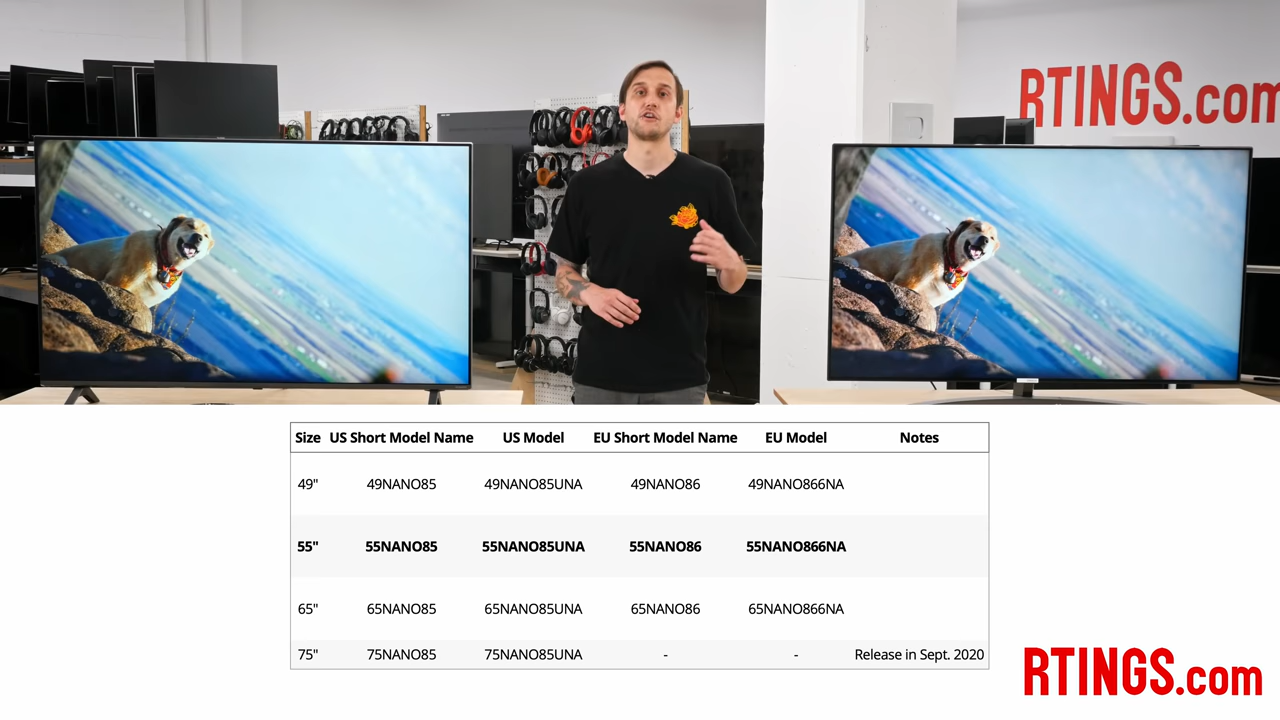 RTINGS.com
Size US Short Model Name US Model EU Short Model Name EU Model Notes
49" 49NANO85 49NANO85UNA 49NANO86 49NANO866NA
55" 55NANO85 55NANO85UNA 55NANO86 55NANO866NA
65" 65NANO85 65NANO85UNA 65NANO86 65NANO866NA
75" 75NANO85 75NANO85UNA - - Release in Sept. 2020
RTINGS.com